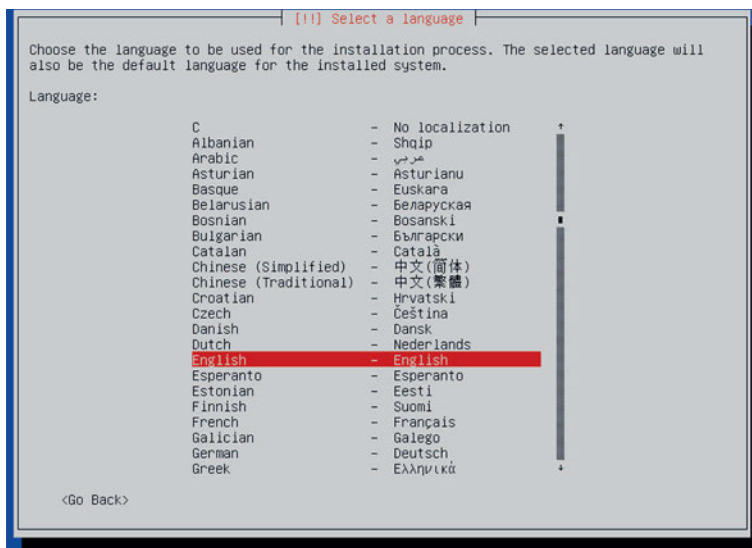 [!!] Select a language
Choose the language to be used for the installation process. The selected language will
also be the default language for the installed system.
Language:
C - No localization
Albanian - Shqip
Arabic - عربي
Asturian - Asturianu
Basque - Euskara
Belarusian - Беларуская
Bosnian - Bosanski
Bulgarian - Български
Catalan - Català
Chinese (Simplified) - 中文(简体)
Chinese (Traditional) - 中文(繁體)
Croatian - Hrvatski
Czech - Čeština
Danish - Dansk
Dutch - Nederlands
English - English
Esperanto - Esperanto
Estonian - Eesti
Finnish - Suomi
French - Français
Galician - Galego
German - Deutsch
Greek - Ελληνικά
<Go Back>